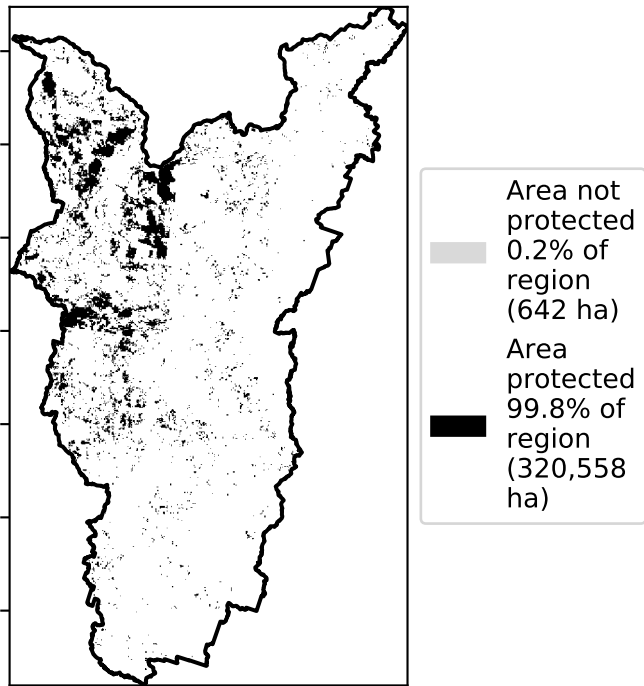 Area not
protected
0.2% of
region
(642 ha)
Area
protected
99.8% of
region
(320,558
ha)